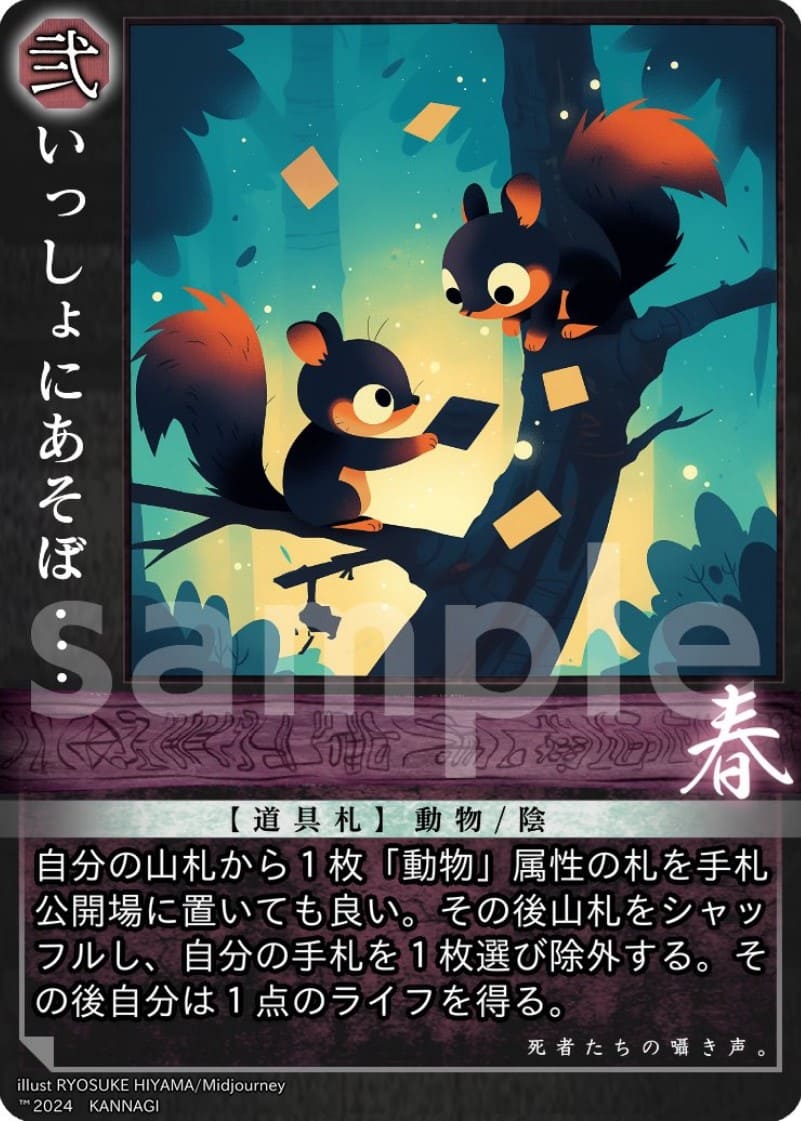 弐
いっしょにあそぼ・・・
sample
春
【道具札】動物/陰
自分の山札から１枚「動物」属性の札を手札
公開場に置いても良い。その後山札をシャッ
フルし、自分の手札を１枚選び除外する。そ
の後自分は１点のライフを得る。
死者たちの囁き声。
illust RYOSUKE HIYAMA/Midjourney
™2024 KANNAGI